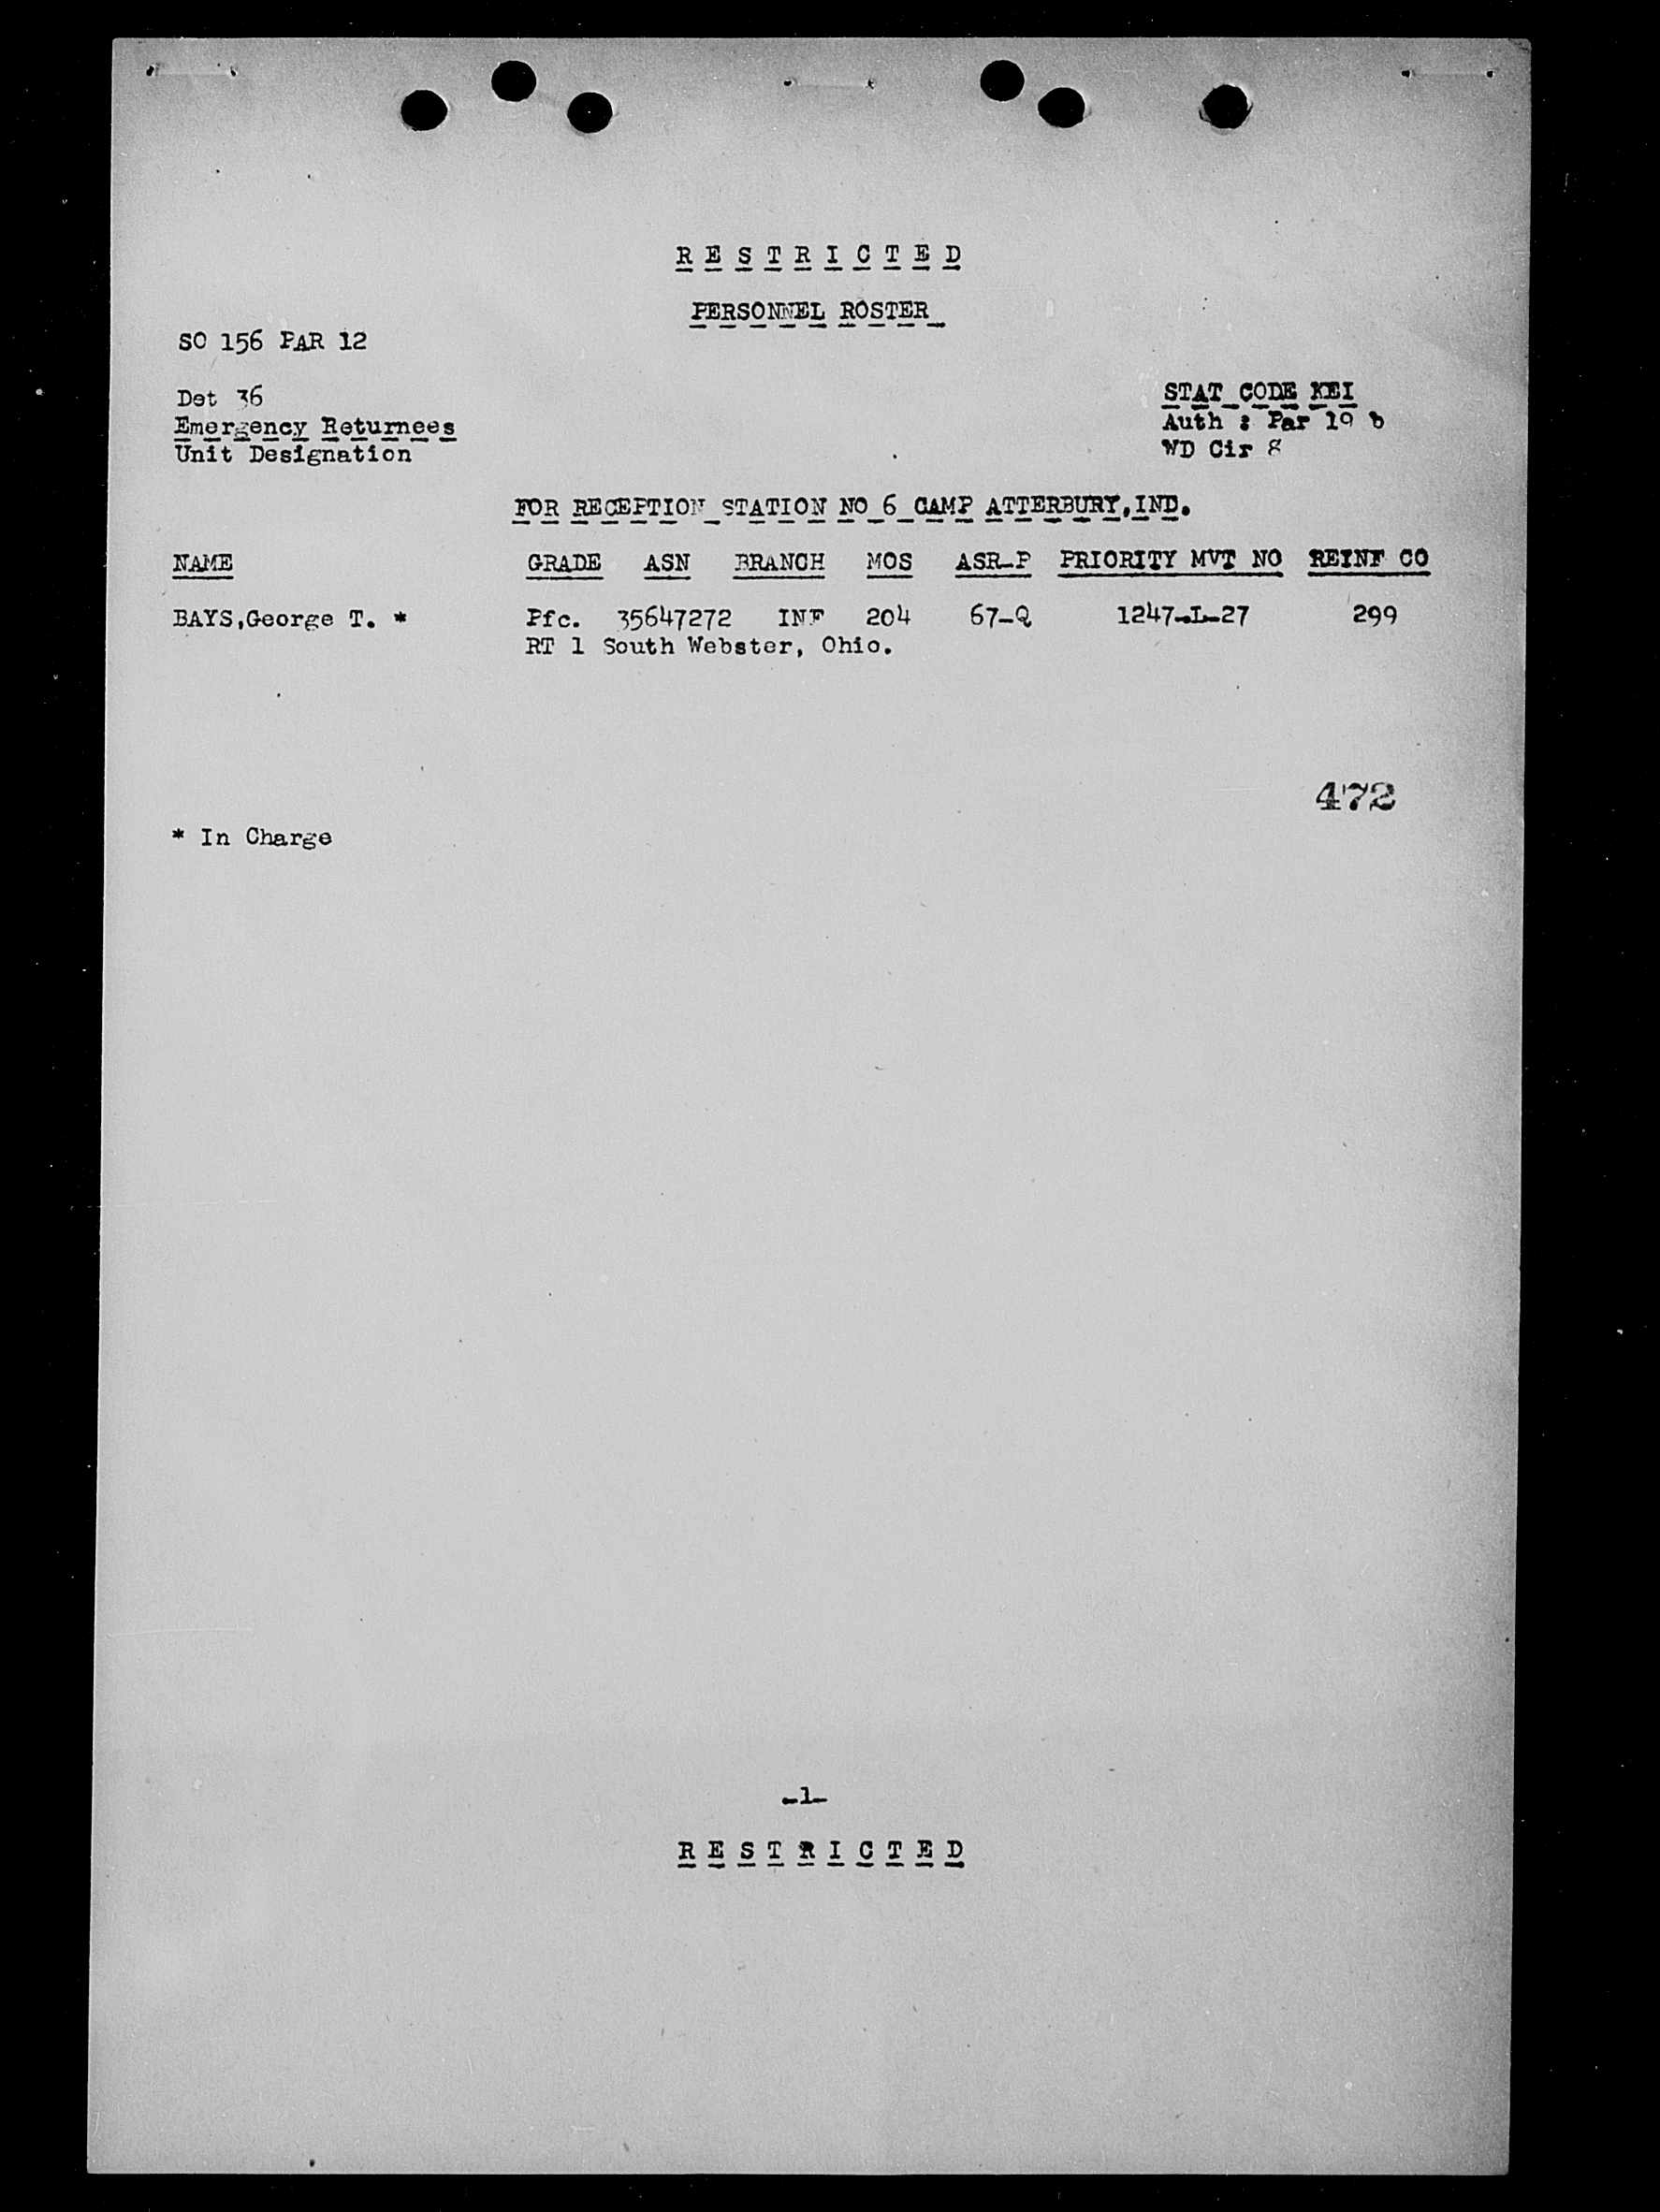 R E S T R I C T E D
PERSONNEL ROSTER
SO 156 PAR 12
Det 36
Emergency Returnees
Unit Designation
STAT CODE KEI
Auth : Par 19 b
WD Cir 8
FOR RECEPTION STATION NO 6 CAMP ATTERBURY,IND.
NAME GRADE ASN BRANCH MOS ASR-P PRIORITY MVT NO REINF CO
BAYS,George T. * Pfc. 35647272 INF 204 67-Q 1247-L-27 299
RT 1 South Webster, Ohio.
472
* In Charge
-1-
R E S T R I C T E D